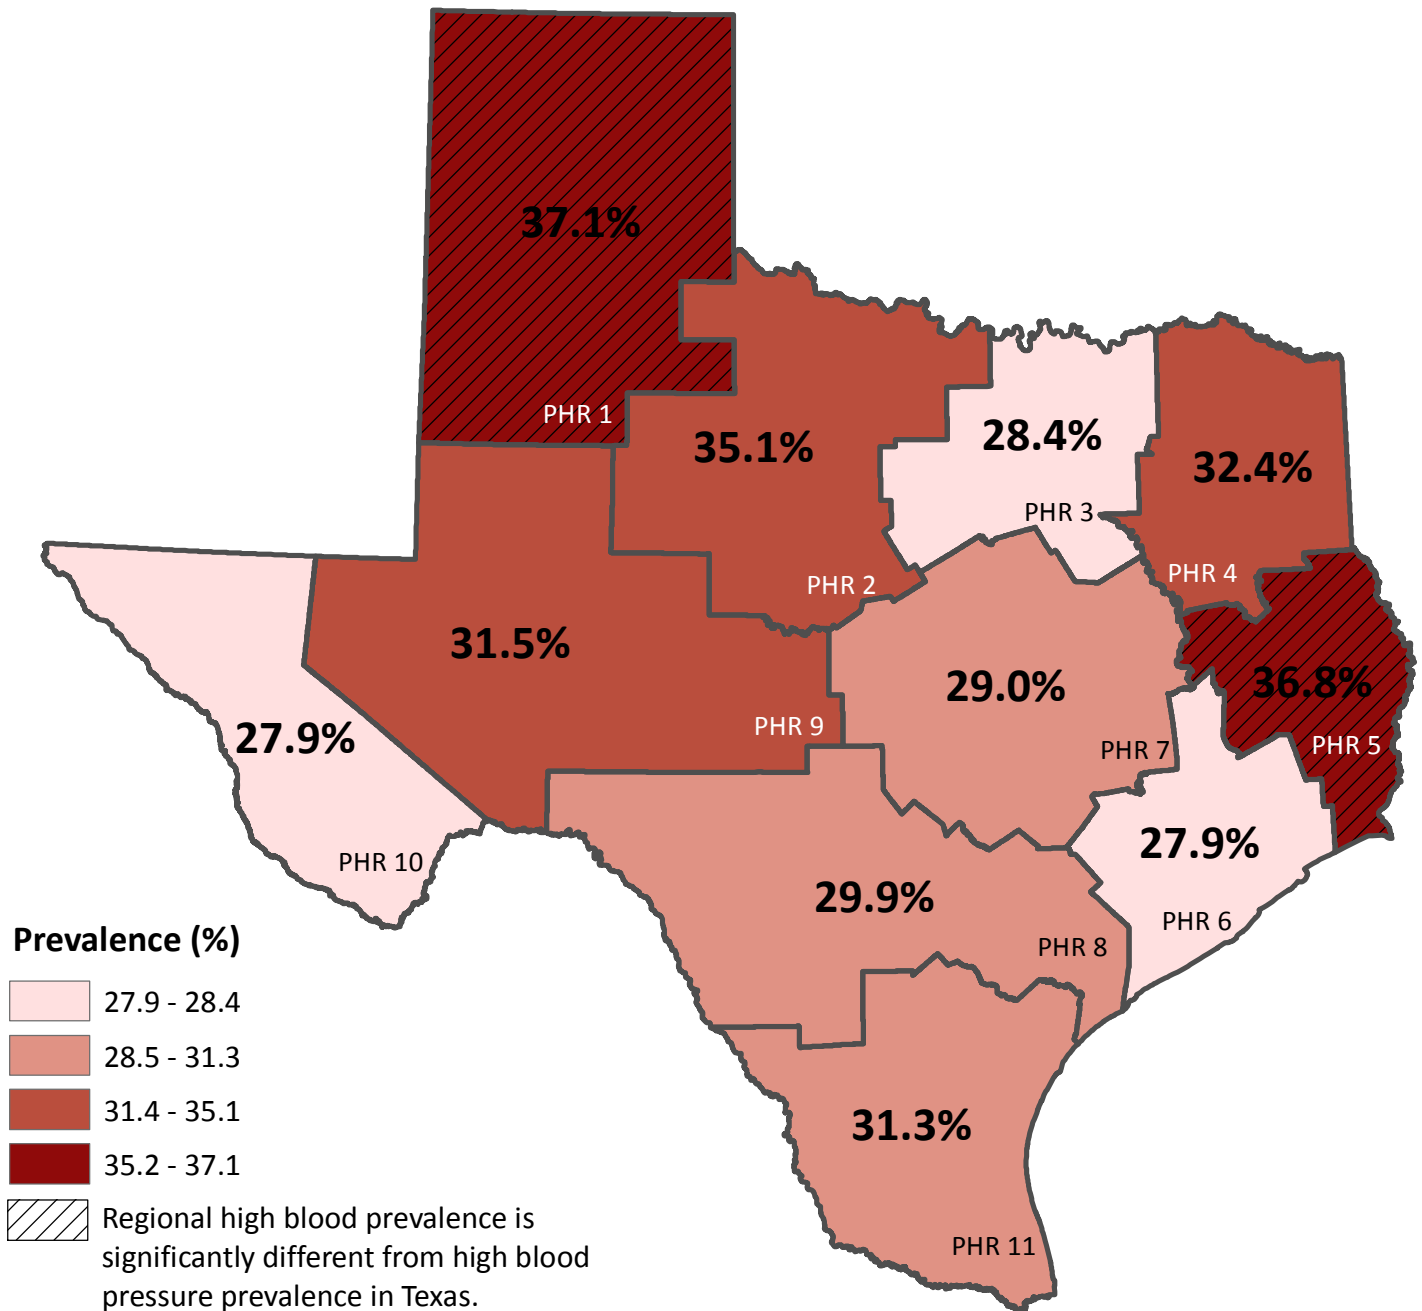 37.1%
PHR 1
35.1%
PHR 2
28.4%
PHR 3
32.4%
PHR 4
31.5%
PHR 9
29.0%
PHR 7
36.8%
PHR 5
27.9%
PHR 10
27.9%
PHR 6
29.9%
PHR 8
31.3%
PHR 11
Prevalence (%)
27.9 - 28.4
28.5 - 31.3
31.4 - 35.1
35.2 - 37.1
Regional high blood prevalence is
significantly different from high blood
pressure prevalence in Texas.